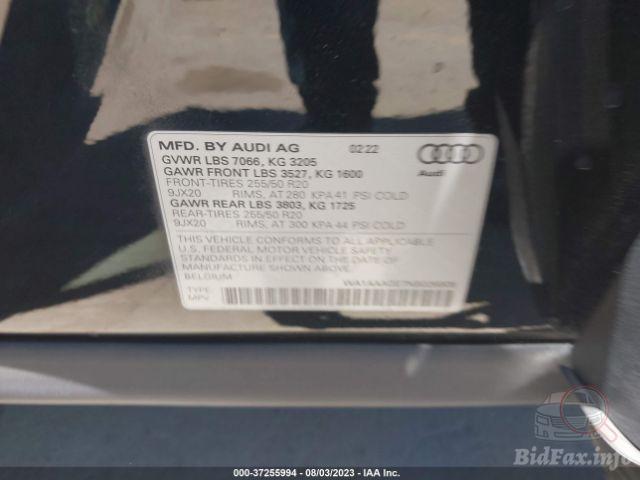 MFD. BY AUDI AG 02/22
GVWR LBS 7066, KG 3205
GAWR FRONT LBS 3527, KG 1600
FRONT-TIRES 255/50 R20
9JX20 RIMS, AT 280 KPA 41 PSI COLD
GAWR REAR LBS 3803, KG 1725
REAR-TIRES 255/50 R20
9JX20 RIMS, AT 300 KPA 44 PSI COLD
Audi
THIS VEHICLE CONFORMS TO ALL APPLICABLE
U.S. FEDERAL MOTOR VEHICLE SAFETY
STANDARDS IN EFFECT ON THE DATE OF
MANUFACTURE SHOWN ABOVE.
BELGIUM
TYPE:
MPV
000-37255994 - 08/03/2023 - IAA Inc.
BidFax.info